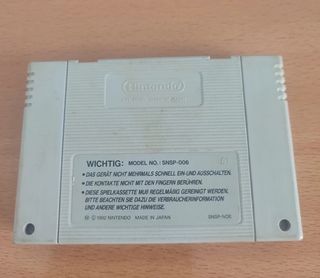 Nintendo
WICHTIG: MODEL NO.: SNSP-006
• DAS GERÄT NICHT MEHRMALS SCHNELL EIN-UND AUSSCHALTEN.
• DIE KONTAKTE NICHT MIT DEN FINGERN BERÜHREN.
• DIESE SPIELKASSETTE MUß REGELMÄßIG GEREINIGT WERDEN.
BITTE BEACHTEN SIE DAZU DIE VERBRAUCHERINFORMATION
UND ANDERE WICHTIGE HINWEISE.
© 1992 NINTENDO MADE IN JAPAN SNSP-NOE